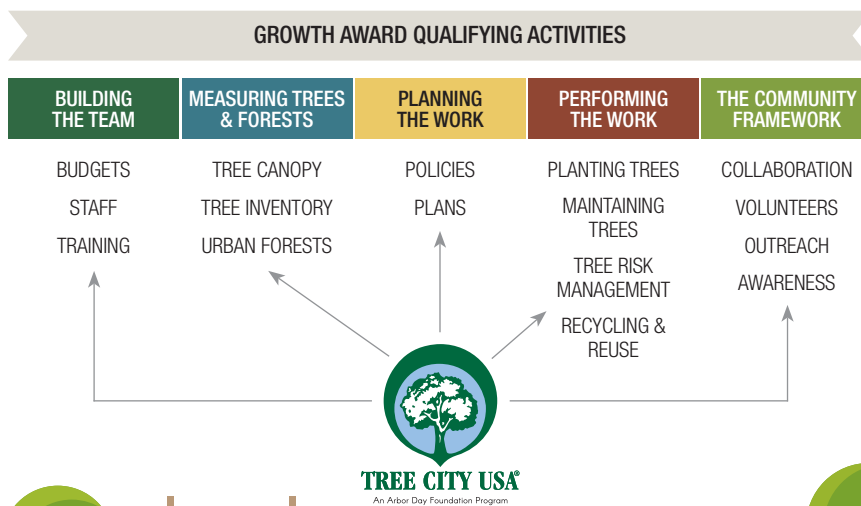 GROWTH AWARD QUALIFYING ACTIVITIES
BUILDING
THE TEAM
BUDGETS
STAFF
TRAINING
MEASURING TREES
& FORESTS
TREE CANOPY
TREE INVENTORY
URBAN FORESTS
PLANNING
THE WORK
POLICIES
PLANS
PERFORMING
THE WORK
PLANTING TREES
MAINTAINING
TREES
TREE RISK
MANAGEMENT
RECYCLING &
REUSE
THE COMMUNITY
FRAMEWORK
COLLABORATION
VOLUNTEERS
OUTREACH
AWARENESS
TREE CITY USA®
An Arbor Day Foundation Program